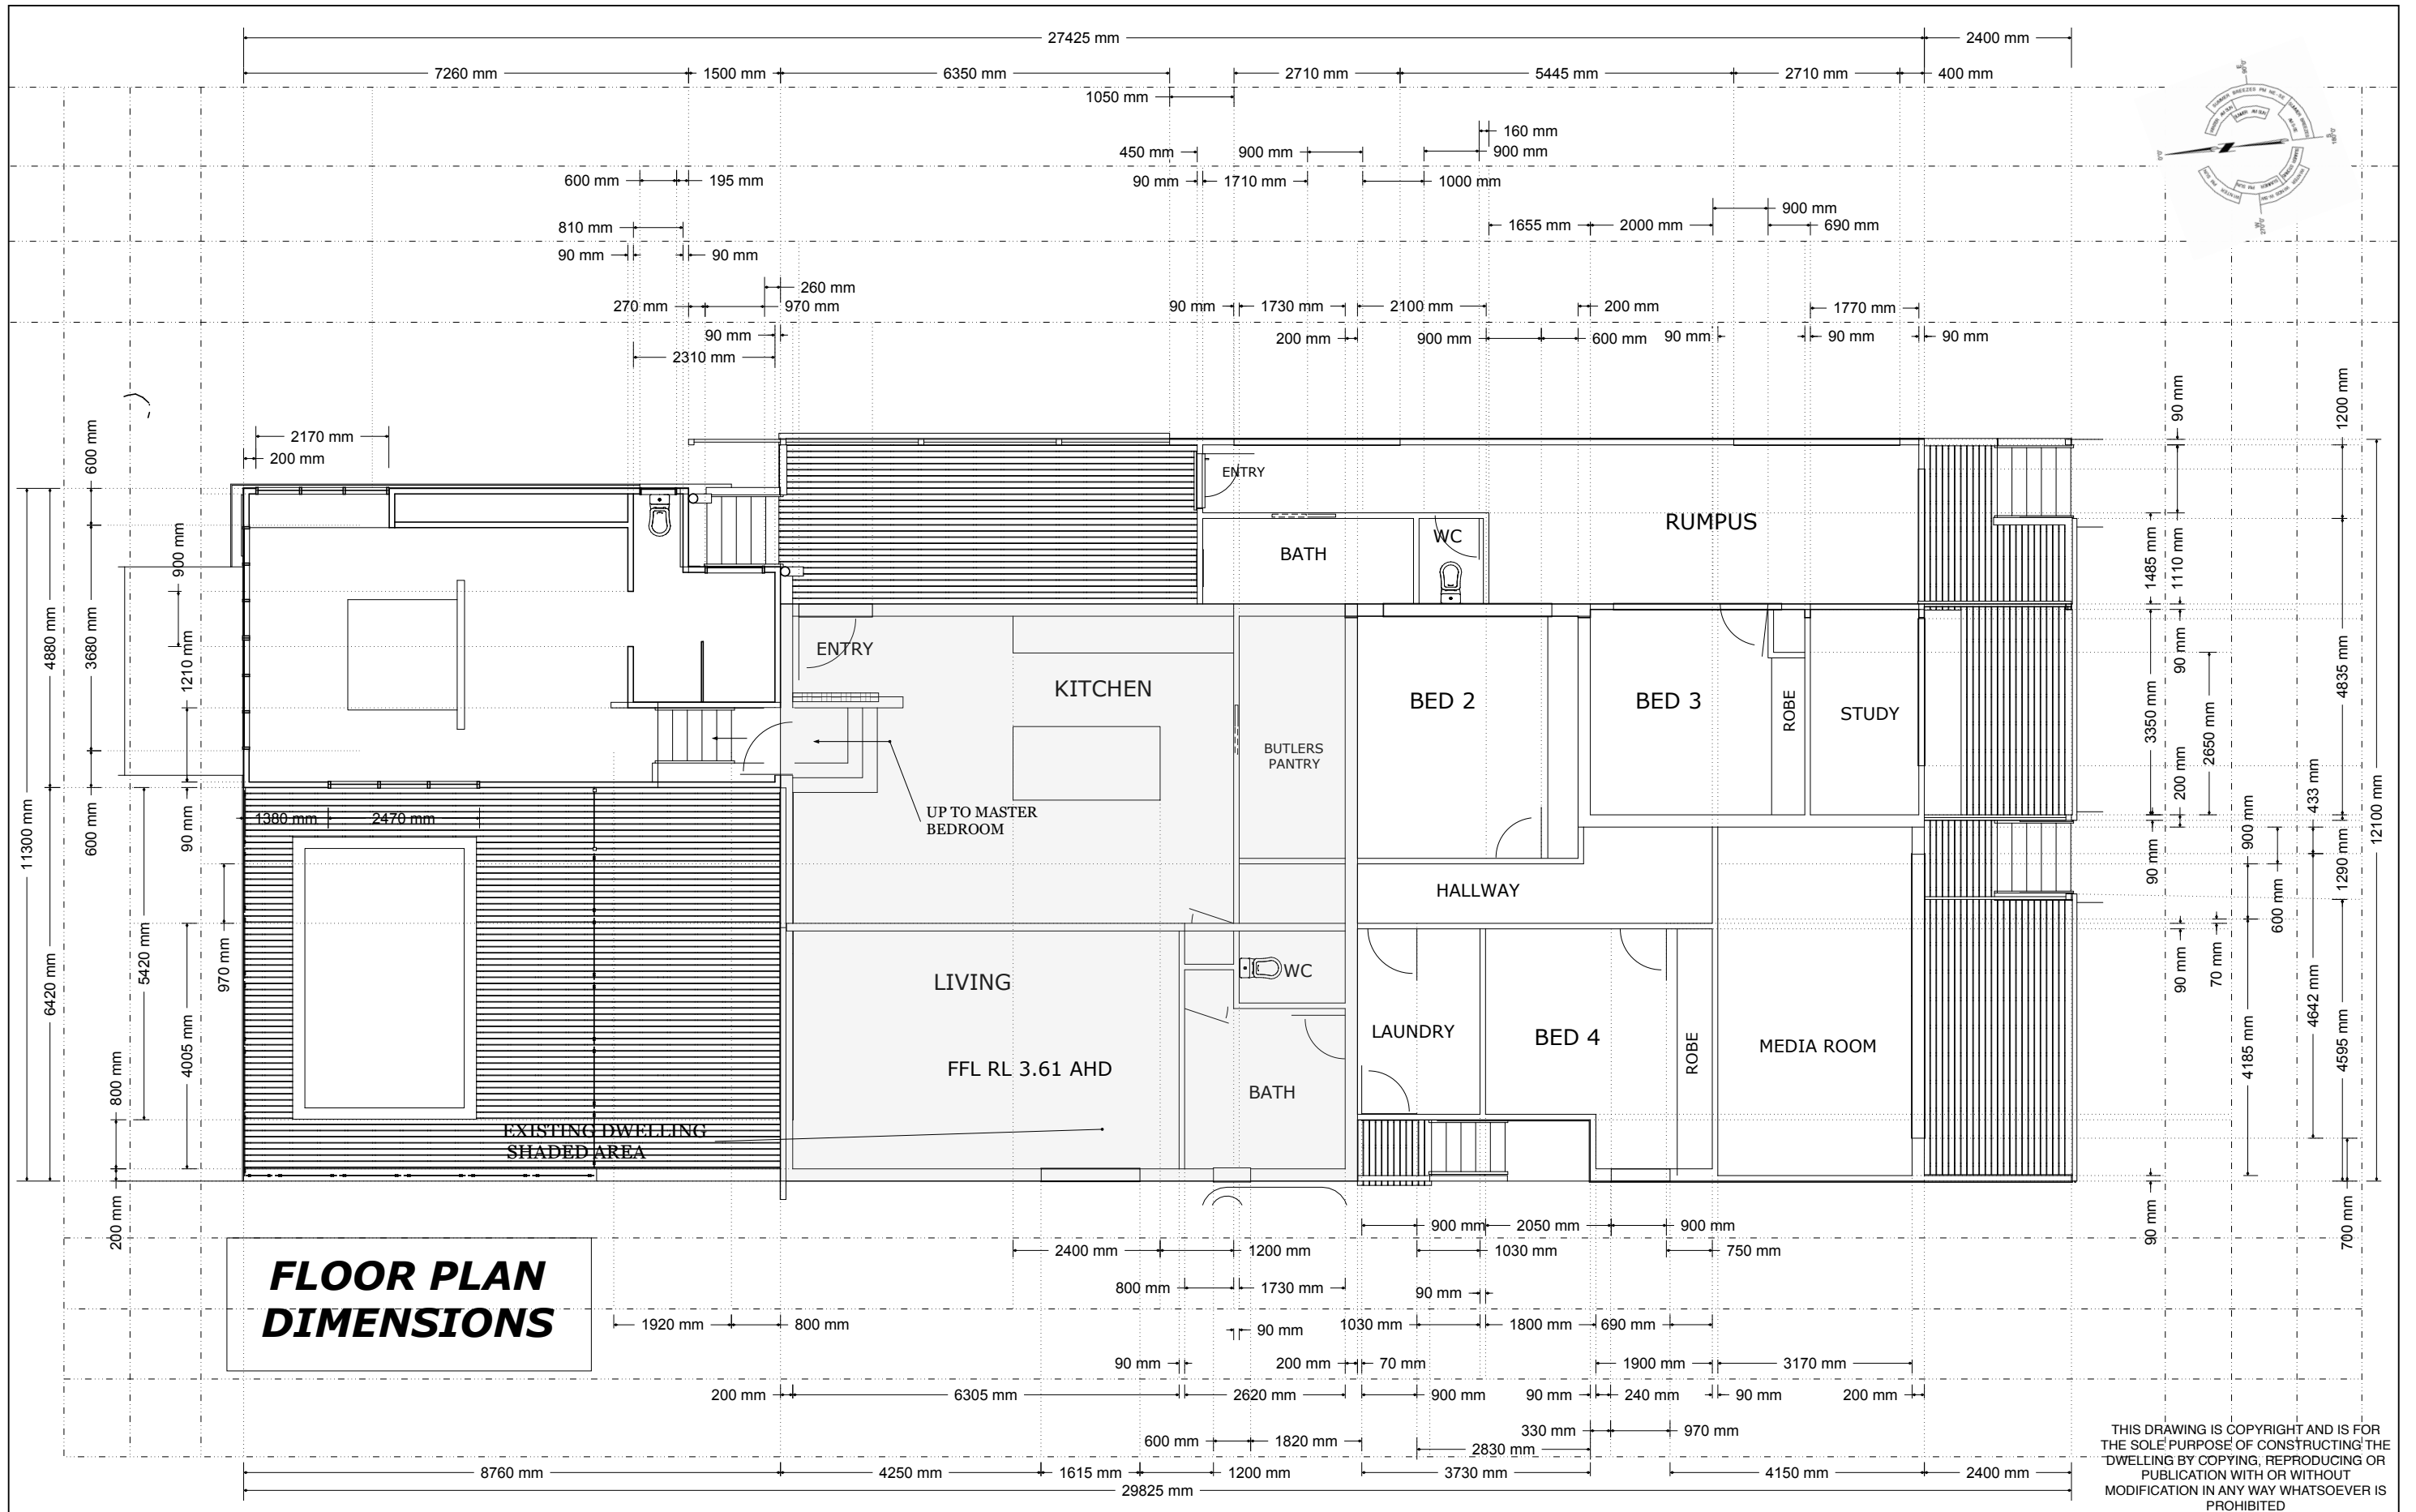 27425 mm
2400 mm
7260 mm
1500 mm
6350 mm
2710 mm
5445 mm
2710 mm
400 mm
1050 mm
160 mm
450 mm
900 mm
900 mm
600 mm
195 mm
90 mm
1710 mm
1000 mm
900 mm
810 mm
1655 mm
2000 mm
690 mm
90 mm
90 mm
260 mm
270 mm
970 mm
90 mm
1730 mm
2100 mm
200 mm
1770 mm
90 mm
200 mm
900 mm
600 mm
90 mm
90 mm
90 mm
2310 mm
2170 mm
200 mm
600 mm
900 mm
4880 mm
3680 mm
1210 mm
11300 mm
600 mm
90 mm
6420 mm
5420 mm
970 mm
4005 mm
800 mm
200 mm
1380 mm
2470 mm
ENTRY
RUMPUS
BATH
WC
ENTRY
KITCHEN
BED 2
BED 3
ROBE
STUDY
BUTLERS
PANTRY
UP TO MASTER
BEDROOM
HALLWAY
LIVING
WC
LAUNDRY
BED 4
ROBE
MEDIA ROOM
FFL RL 3.61 AHD
BATH
EXISTING DWELLING
SHADED AREA
90 mm
1200 mm
1485 mm
1110 mm
90 mm
3350 mm
2650 mm
4835 mm
200 mm
433 mm
12100 mm
900 mm
90 mm
1290 mm
600 mm
90 mm
70 mm
4642 mm
4185 mm
4595 mm
90 mm
700 mm
FLOOR PLAN
DIMENSIONS
900 mm
2050 mm
900 mm
2400 mm
1200 mm
1030 mm
750 mm
800 mm
1730 mm
90 mm
1920 mm
800 mm
90 mm
1030 mm
1800 mm
690 mm
90 mm
200 mm
70 mm
1900 mm
3170 mm
200 mm
6305 mm
2620 mm
900 mm
90 mm
240 mm
90 mm
200 mm
330 mm
970 mm
600 mm
1820 mm
2830 mm
8760 mm
4250 mm
1615 mm
1200 mm
3730 mm
4150 mm
2400 mm
29825 mm
THIS DRAWING IS COPYRIGHT AND IS FOR
THE SOLE PURPOSE OF CONSTRUCTING THE
DWELLING BY COPYING, REPRODUCING OR
PUBLICATION WITH OR WITHOUT
MODIFICATION IN ANY WAY WHATSOEVER IS
PROHIBITED